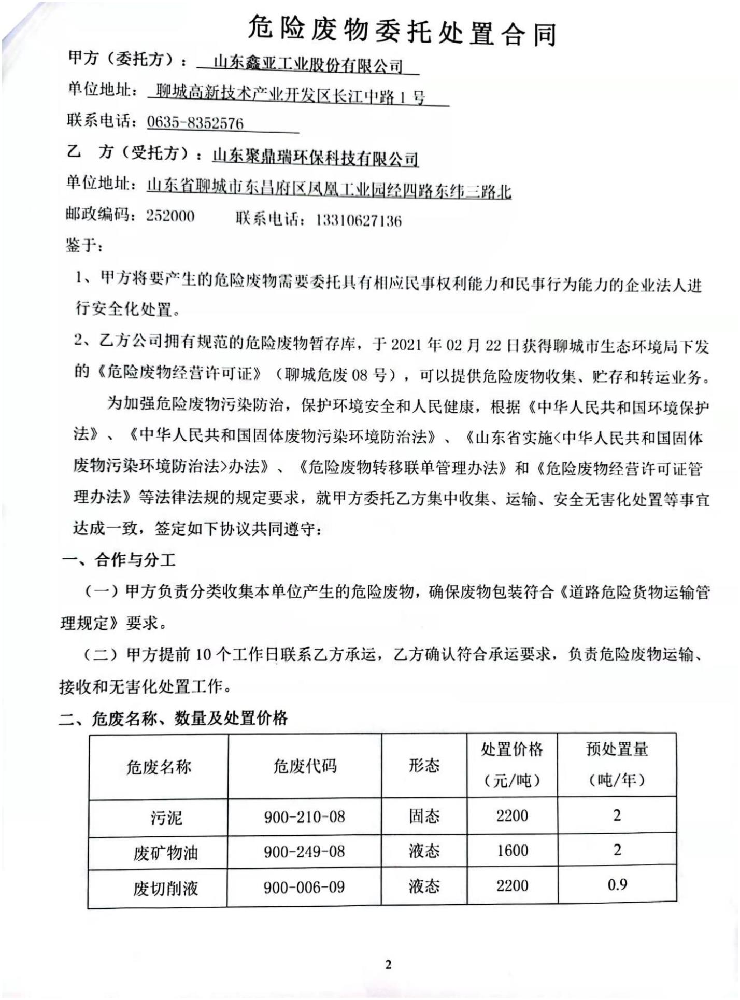 危险废物委托处置合同
甲方（委托方）： 山东鑫亚工业股份有限公司
单位地址： 聊城高新技术产业开发区长江中路 1 号
联系电话：0635-8352576
乙 方（受托方）：山东聚鼎瑞环保科技有限公司
单位地址：山东省聊城市东昌府区凤凰工业园经四路东纬三路北
邮政编码：252000 联系电话：13310627136
鉴于：
1、甲方将要产生的危险废物需要委托具有相应民事权利能力和民事行为能力的企业法人进
行安全化处置。
2、乙方公司拥有规范的危险废物暂存库，于 2021 年 02 月 22 日获得聊城市生态环境局下发
的《危险废物经营许可证》（聊城危废 08 号），可以提供危险废物收集、贮存和转运业务。
为加强危险废物污染防治，保护环境安全和人民健康，根据《中华人民共和国环境保护
法》、《中华人民共和国固体废物污染环境防治法》、《山东省实施<中华人民共和国固体
废物污染环境防治法>办法》、《危险废物转移联单管理办法》和《危险废物经营许可证管
理办法》等法律法规的规定要求，就甲方委托乙方集中收集、运输、安全无害化处置等事宜
达成一致，签定如下协议共同遵守：
一、合作与分工
（一）甲方负责分类收集本单位产生的危险废物，确保废物包装符合《道路危险货物运输管
理规定》要求。
（二）甲方提前 10 个工作日联系乙方承运，乙方确认符合承运要求，负责危险废物运输、
接收和无害化处置工作。
二、危废名称、数量及处置价格
危废名称 危废代码 形态 处置价格（元/吨） 预处置量（吨/年）
污泥 900-210-08 固态 2200 2
废矿物油 900-249-08 液态 1600 2
废切削液 900-006-09 液态 2200 0.9
2